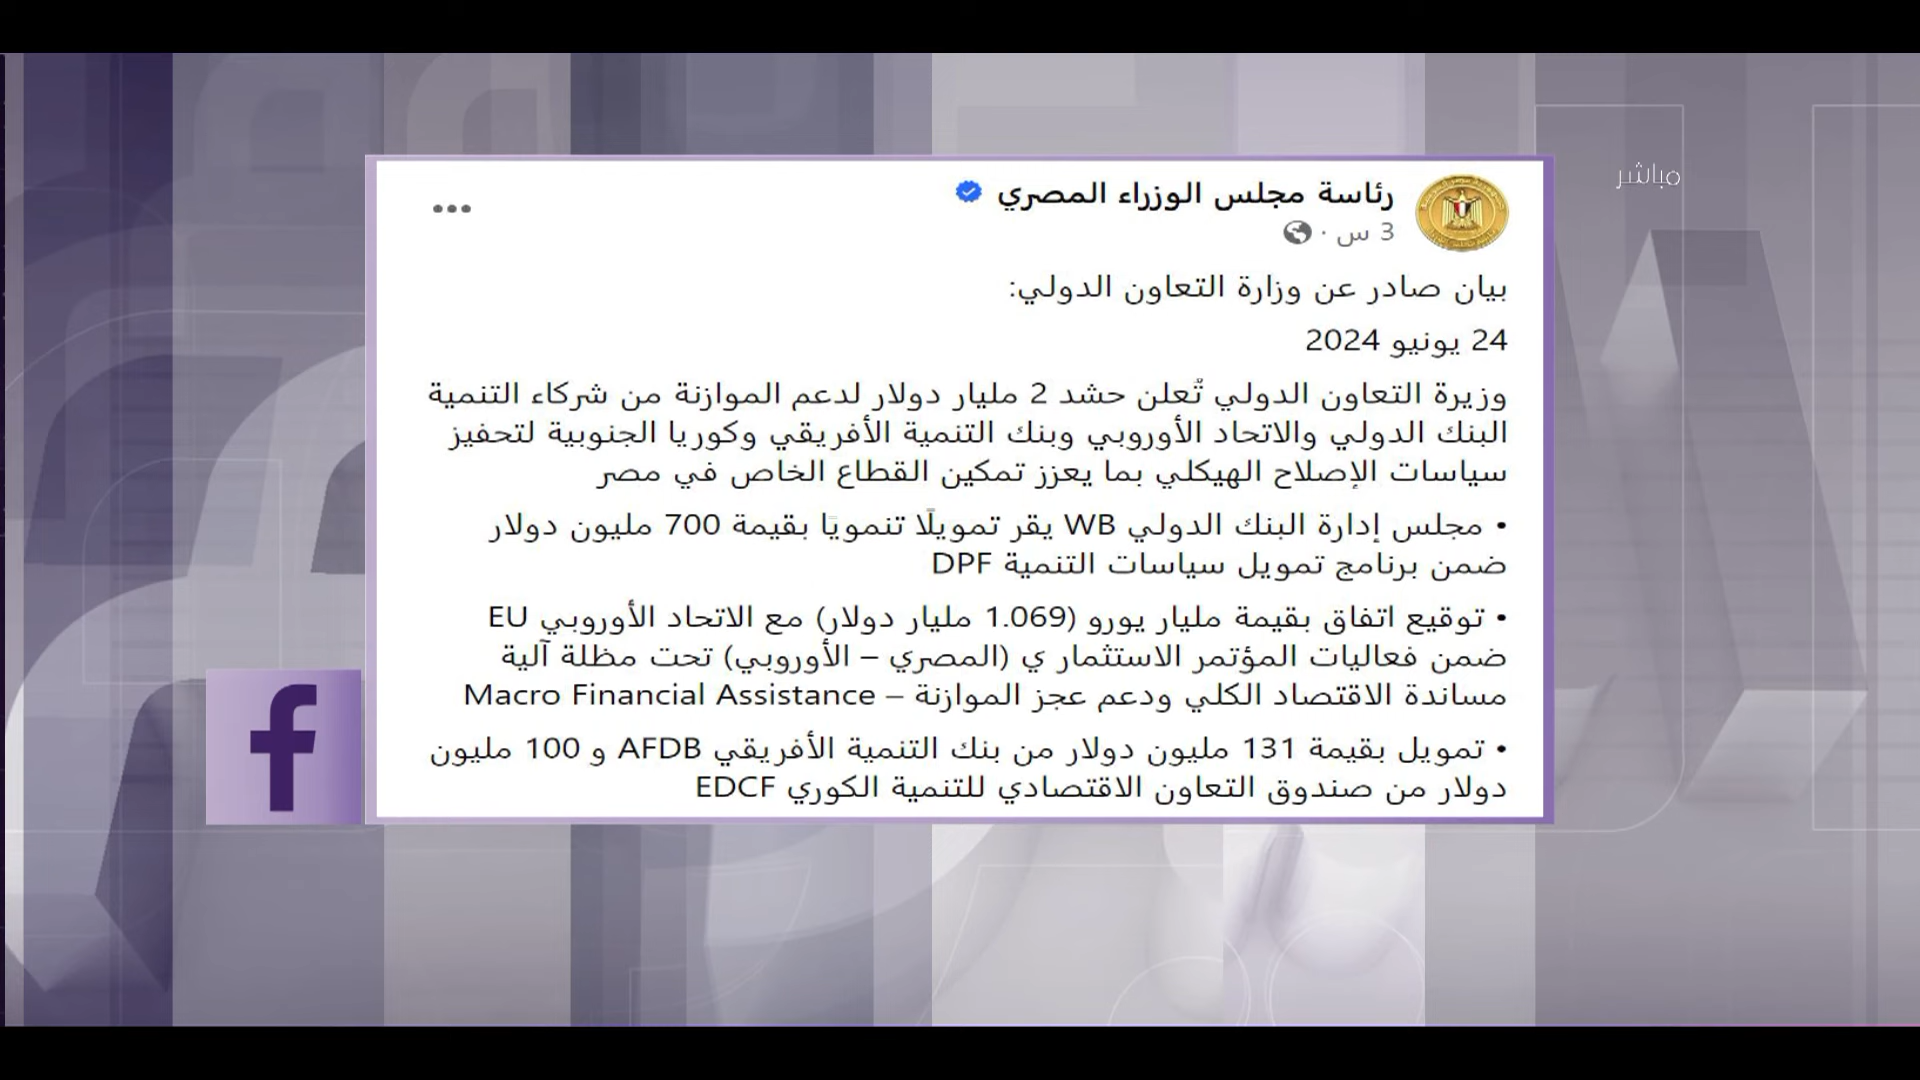 مباشر
رئاسة مجلس الوزراء المصري
3 س ·
بيان صادر عن وزارة التعاون الدولي:
24 يونيو 2024
وزيرة التعاون الدولي تُعلن حشد 2 مليار دولار لدعم الموازنة من شركاء التنمية
البنك الدولي والاتحاد الأوروبي وبنك التنمية الأفريقي وكوريا الجنوبية لتحفيز
سياسات الإصلاح الهيكلي بما يعزز تمكين القطاع الخاص في مصر
• مجلس إدارة البنك الدولي WB يقر تمويلًا تنمويًا بقيمة 700 مليون دولار
ضمن برنامج تمويل سياسات التنمية DPF
• توقيع اتفاق بقيمة مليار يورو (1.069 مليار دولار) مع الاتحاد الأوروبي EU
ضمن فعاليات المؤتمر الاستثمار ي (المصري – الأوروبي) تحت مظلة آلية
مساندة الاقتصاد الكلي ودعم عجز الموازنة – Macro Financial Assistance
• تمويل بقيمة 131 مليون دولار من بنك التنمية الأفريقي AFDB و 100 مليون
دولار من صندوق التعاون الاقتصادي للتنمية الكوري EDCF